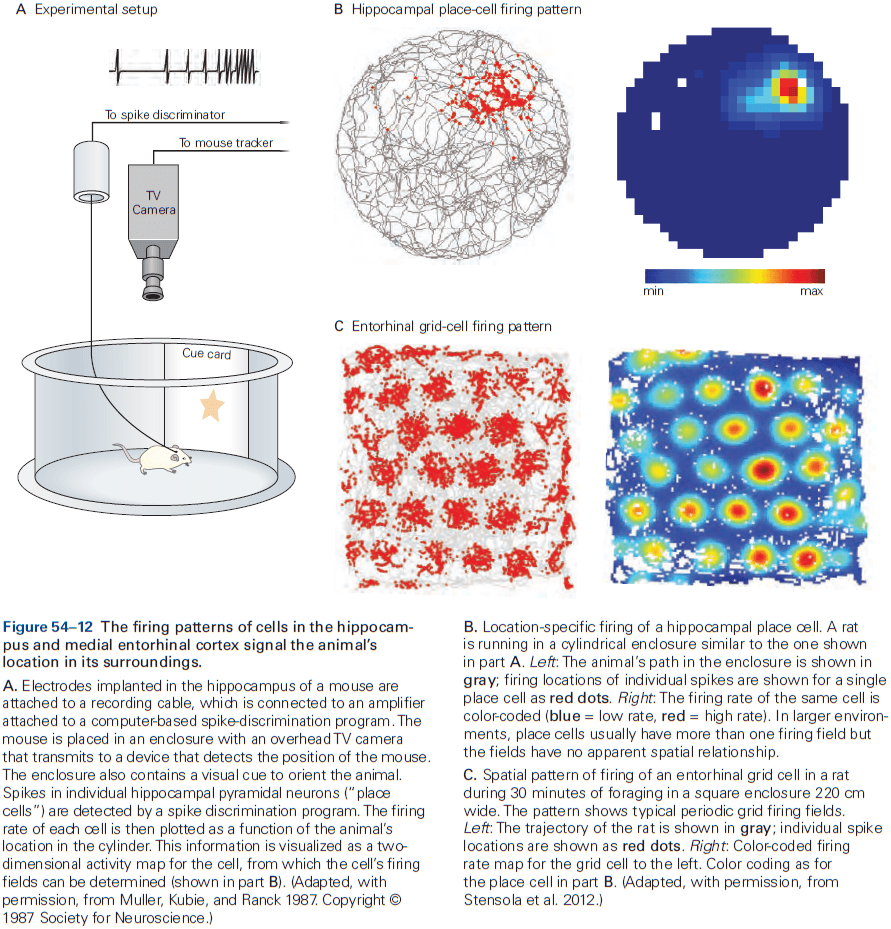 A Experimental setup
To spike discriminator
To mouse tracker
TV
Camera
Cue card
B Hippocampal place-cell firing pattern
min
max
C Entorhinal grid-cell firing pattern
Figure 54–12 The firing patterns of cells in the hippocam-
pus and medial entorhinal cortex signal the animal's
location in its surroundings.
A. Electrodes implanted in the hippocampus of a mouse are
attached to a recording cable, which is connected to an amplifier
attached to a computer-based spike-discrimination program. The
mouse is placed in an enclosure with an overhead TV camera
that transmits to a device that detects the position of the mouse.
The enclosure also contains a visual cue to orient the animal.
Spikes in individual hippocampal pyramidal neurons ("place
cells") are detected by a spike discrimination program. The firing
rate of each cell is then plotted as a function of the animal's
location in the cylinder. This information is visualized as a two-
dimensional activity map for the cell, from which the cell's firing
fields can be determined (shown in part B). (Adapted, with
permission, from Muller, Kubie, and Ranck 1987. Copyright ©
1987 Society for Neuroscience.)
B. Location-specific firing of a hippocampal place cell. A rat
is running in a cylindrical enclosure similar to the one shown
in part A. Left: The animal's path in the enclosure is shown in
gray; firing locations of individual spikes are shown for a single
place cell as red dots. Right: The firing rate of the same cell is
color-coded (blue = low rate, red = high rate). In larger environ-
ments, place cells usually have more than one firing field but
the fields have no apparent spatial relationship.
C. Spatial pattern of firing of an entorhinal grid cell in a rat
during 30 minutes of foraging in a square enclosure 220 cm
wide. The pattern shows typical periodic grid firing fields.
Left: The trajectory of the rat is shown in gray; individual spike
locations are shown as red dots. Right: Color-coded firing
rate map for the grid cell to the left. Color coding as for
the place cell in part B. (Adapted, with permission, from
Stensola et al. 2012.)